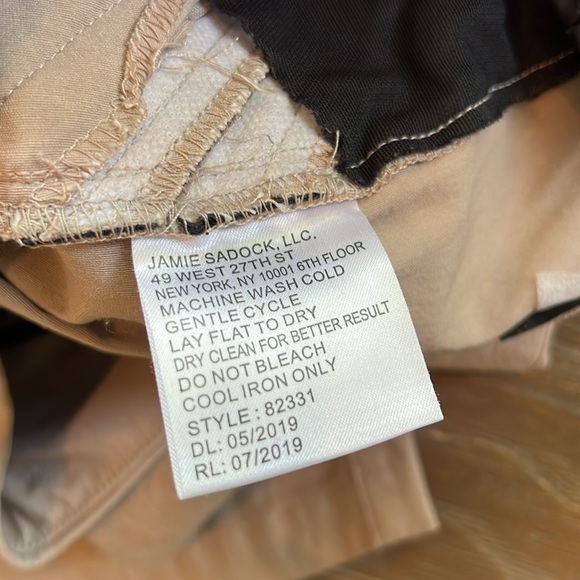 JAMIE SADOCK, LLC.
49 WEST 27TH ST
NEW YORK, NY 10001 6TH FLOOR
MACHINE WASH COLD
GENTLE CYCLE
LAY FLAT TO DRY
DRY CLEAN FOR BETTER RESULT
DO NOT BLEACH
COOL IRON ONLY
STYLE : 82331
DL: 05/2019
RL: 07/2019